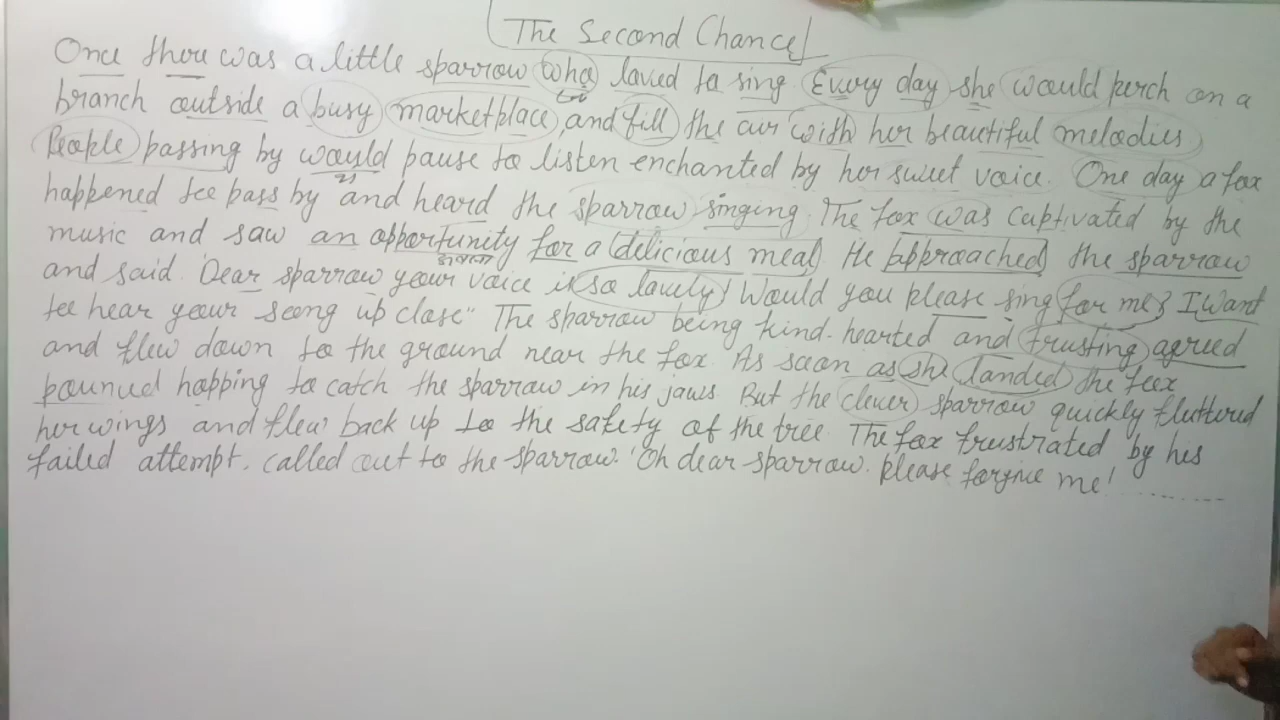 The Second Chance
Once there was a little sparrow who loved to sing Every day she would perch on a
branch outside a busy marketplace, and fill the air with her beautiful melodies
People passing by would pause to listen enchanted by her sweet voice. One day a fox
happened to pass by and heard the sparrow singing The fox was captivated by the
music and saw an opportunity for a delicious meal He approached the sparrow
and said. "Dear sparrow your voice is so lovely! Would you please sing for me? I want
to hear your song up close" The sparrow being kind-hearted and trusting agreed
and flew down to the ground near the fox. As soon as she landed the fox
pounced hopping to catch the sparrow in his jaws. But the clever sparrow quickly fluttered
her wings and flew back up to the safety of the tree. The fox frustrated by his
failed attempt. called out to the sparrow. 'Oh dear sparrow. please forgive me!